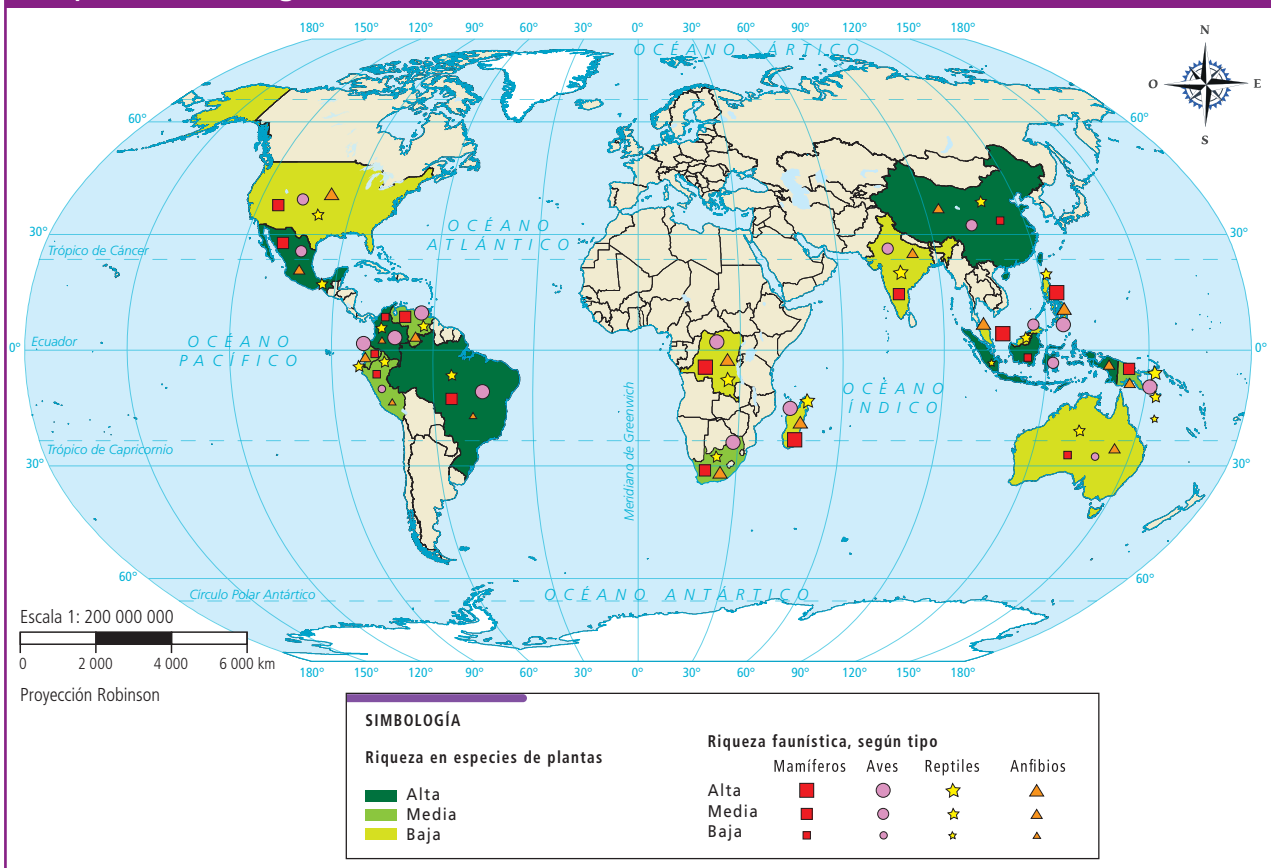 180° 150° 120° 90° 60° 30° 0° 30° 60° 90° 120° 150° 180°
OCÉANO ÁRTICO
N
O E
S
60° 60°
OCÉANO
ATLÁNTICO
30° 30°
Trópico de Cáncer
OCÉANO
PACÍFICO
Ecuador
0° 0°
OCÉANO
ÍNDICO
Meridiano de Greenwich
Trópico de Capricornio
30° 30°
60° 60°
Círculo Polar Antártico
OCÉANO ANTÁRTICO
180° 150° 120° 90° 60° 30° 0° 30° 60° 90° 120° 150° 180°
Escala 1: 200 000 000
0 2 000 4 000 6 000 km
Proyección Robinson
SIMBOLOGÍA
Riqueza en especies de plantas
Alta
Media
Baja
Riqueza faunística, según tipo
Mamíferos Aves Reptiles Anfibios
Alta
Media
Baja